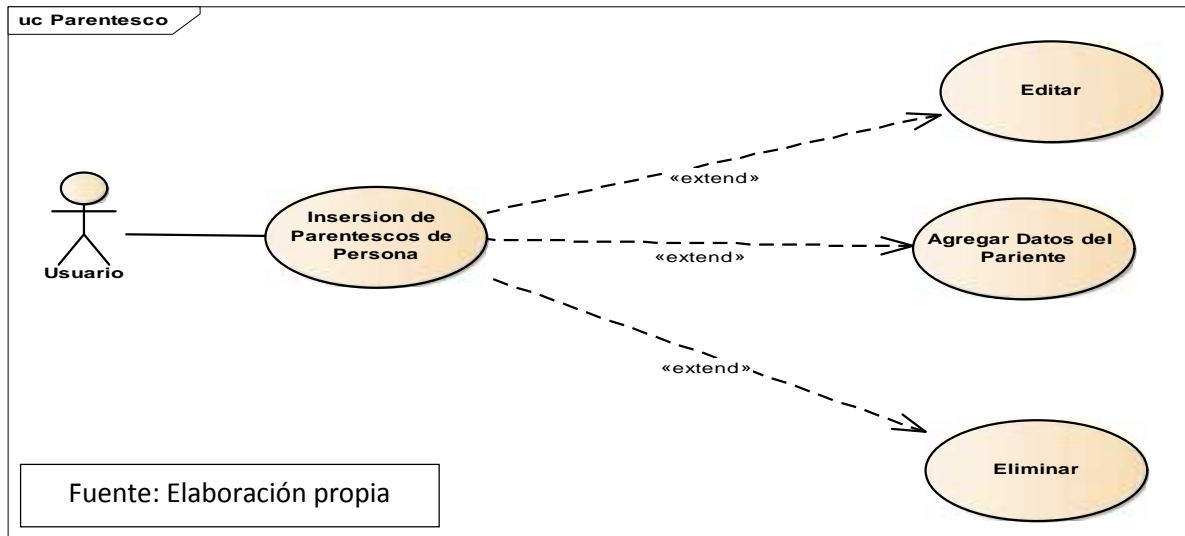 uc Parentesco
Editar
«extend»
Insersion de
Parentescos de
Persona
Usuario
«extend»
Agregar Datos del
Pariente
«extend»
Eliminar
Fuente: Elaboración propia